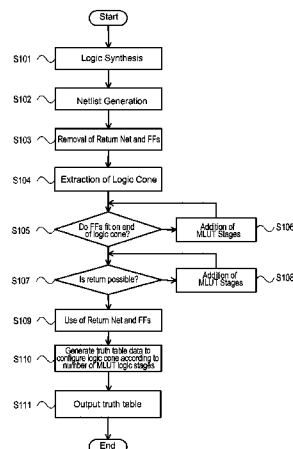 Start
S101
Logic Synthesis
S102
Netlist Generation
S103
Removal of Return Net and FFs
S104
Extraction of Logic Cone
S105
Do FFs fit on end
of logic cone?
Addition of
MLUT Stages
S106
S107
Is return possible?
Addition of
MLUT Stages
S108
S109
Use of Return Net and FFs
S110
Generate truth table data to
configure logic cone according to
number of MLUT logic stages
S111
Output truth table
End